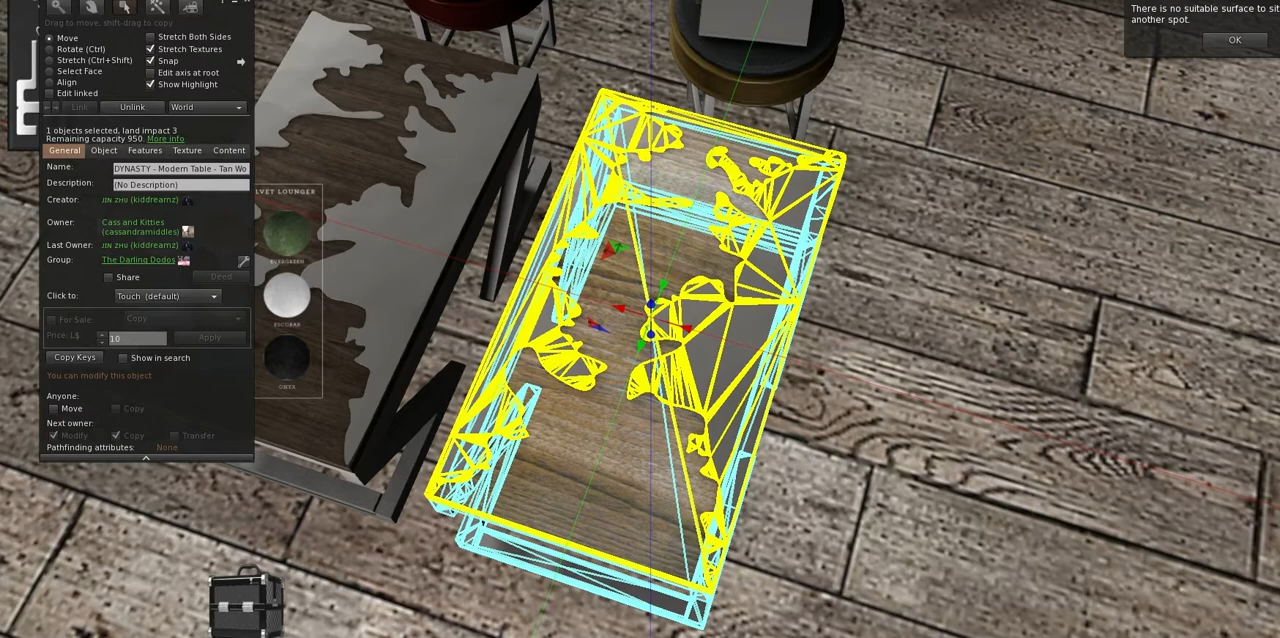 Drag to move, shift-drag to copy
Move
Rotate (Ctrl)
Stretch (Ctrl+Shift)
Select Face
Align
Edit linked
Stretch Both Sides
Stretch Textures
Snap
Edit axis at root
Show Highlight
Link
Unlink
World
1 objects selected, land impact 3
Remaining capacity 950. More info
General Object Features Texture Content
Name: DYNASTY - Modern Table - Tan Wo
Description: (No Description)
Creator: JIN ZHU (kiddreamz)
Owner: Cass and Kitties
(cassandramiddles)
Last Owner: JIN ZHU (kiddreamz)
Group: The Darling Dodos
Share
Deed
Click to: Touch (default)
For Sale: Copy
Price: L$ 10 Apply
Copy Keys
Show in search
You can modify this object
Anyone:
Move Copy
Next owner:
Modify Copy Transfer
Pathfinding attributes: None
LVET LOUNGER
EVERGREEN
ESCOBAR
ONYX
There is no suitable surface to sit
another spot.
OK